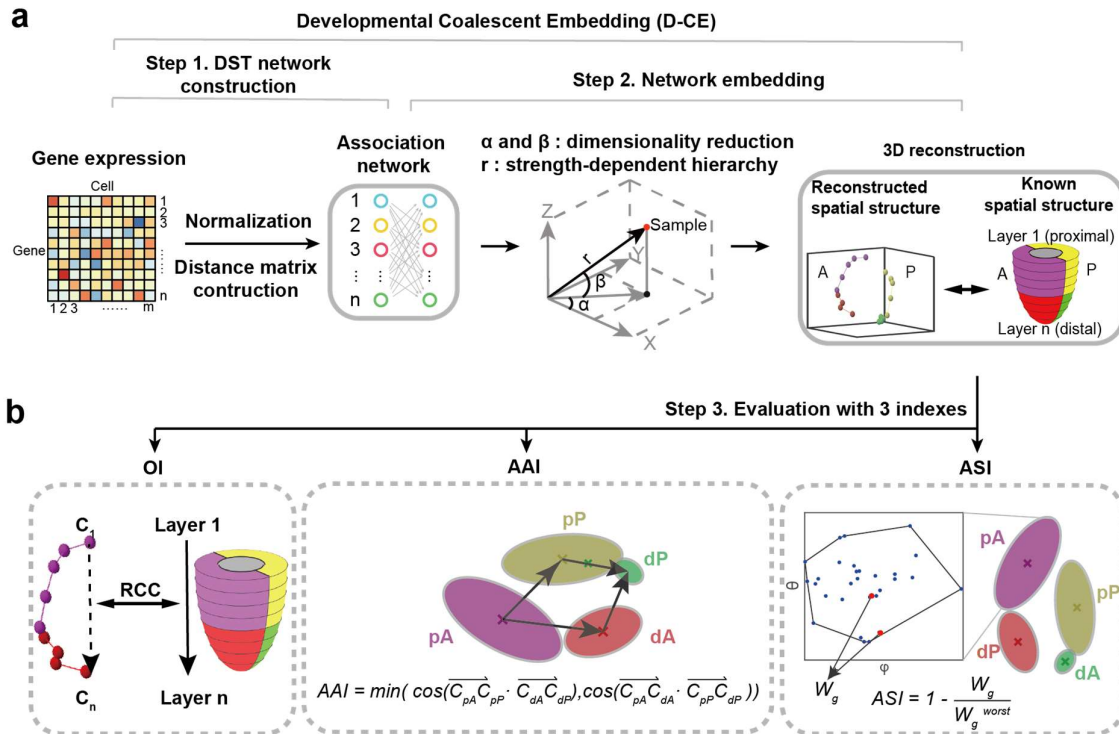 a
Developmental Coalescent Embedding (D-CE)
Step 1. DST network
construction
Step 2. Network embedding
Gene expression
Cell
Gene
1
2
3
n
1 2 3 ...... m
Normalization
Distance matrix
contruction
Association
network
1
2
3
n
α and β : dimensionality reduction
r : strength-dependent hierarchy
Z
Sample
r
Y
β
α
X
3D reconstruction
Reconstructed
spatial structure
A
P
Known
spatial structure
Layer 1 (proximal)
A
P
Layer n (distal)
b
Step 3. Evaluation with 3 indexes
OI
C1
RCC
Cn
Layer 1
Layer n
AAI
pP
dP
pA
dA
AAI = min( cos(CpACpP · CdACdP),cos(CpACdA · CpPCdP ))
ASI
θ
φ
Wg
pA
pP
dP
dA
ASI = 1 - Wg
Wg worst